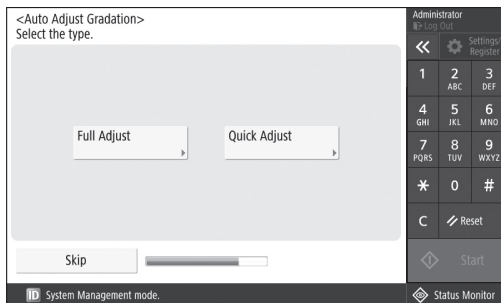 <Auto Adjust Gradation>
Select the type.
Full Adjust
Quick Adjust
Skip
ID System Management mode.
Administrator
Log Out
Settings/
Register
1
2
ABC
3
DEF
4
GHI
5
JKL
6
MNO
7
PQRS
8
TUV
9
WXYZ
*
0
#
C
Reset
Start
Status Monitor